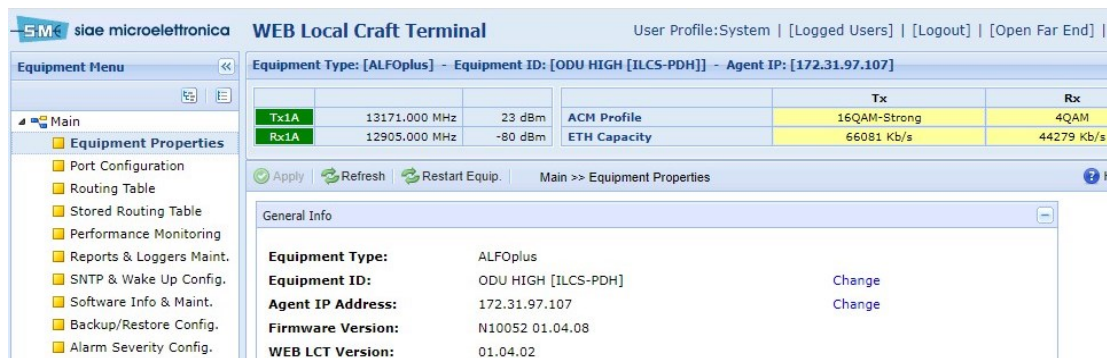 SM€ siae microelettronica WEB Local Craft Terminal User Profile:System | [Logged Users] | [Logout] | [Open Far End] |
Equipment Menu Equipment Type: [ALFOplus] - Equipment ID: [ODU HIGH [ILCS-PDH]] - Agent IP: [172.31.97.107]
Tx Rx
Tx1A 13171.000 MHz 23 dBm ACM Profile 16QAM-Strong 4QAM
Rx1A 12905.000 MHz -80 dBm ETH Capacity 66081 Kb/s 44279 Kb/s
Main
Equipment Properties
Port Configuration
Routing Table
Stored Routing Table
Performance Monitoring
Reports & Loggers Maint.
SNTP & Wake Up Config.
Software Info & Maint.
Backup/Restore Config.
Alarm Severity Config.
Apply Refresh Restart Equip. Main >> Equipment Properties
General Info
Equipment Type: ALFOplus
Equipment ID: ODU HIGH [ILCS-PDH] Change
Agent IP Address: 172.31.97.107 Change
Firmware Version: N10052 01.04.08
WEB LCT Version: 01.04.02